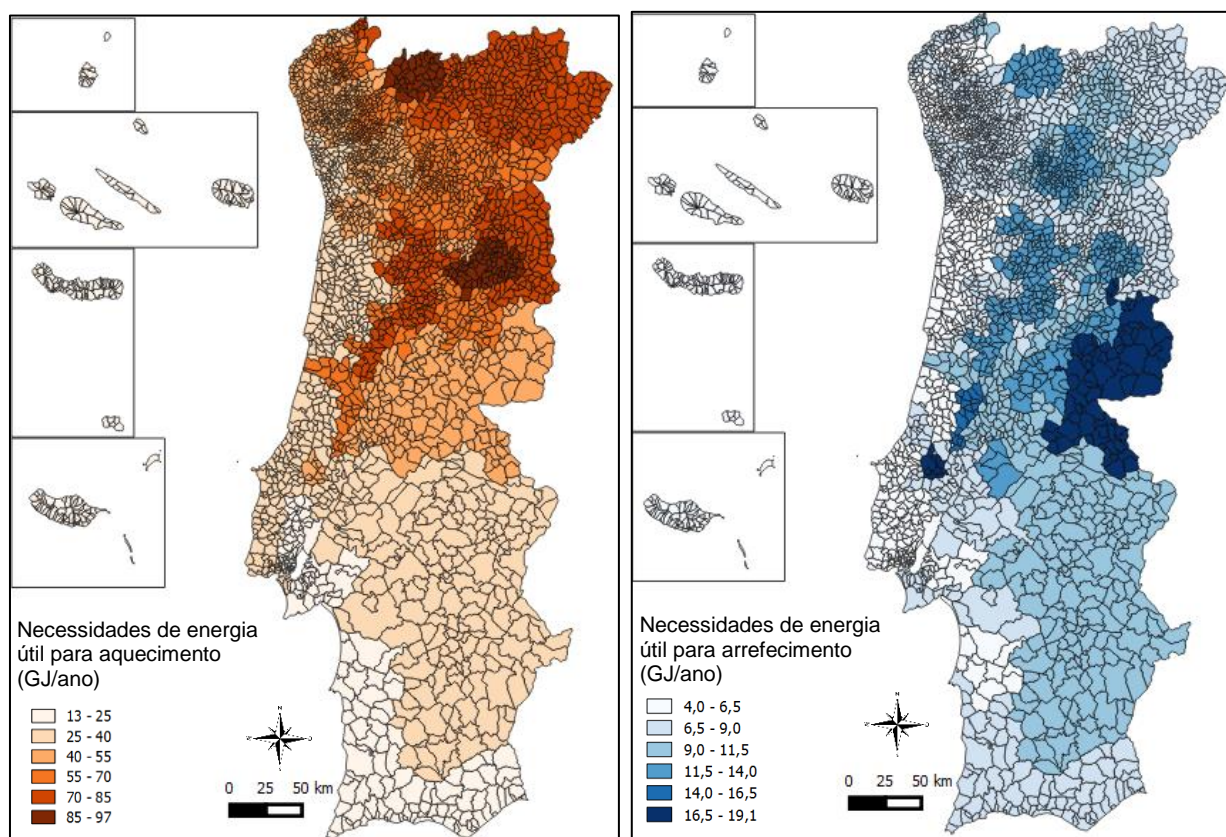 Necessidades de energia
útil para aquecimento
(GJ/ano)
13 - 25
25 - 40
40 - 55
55 - 70
70 - 85
85 - 97
N
0 25 50 km
Necessidades de energia
útil para arrefecimento
(GJ/ano)
4,0 - 6,5
6,5 - 9,0
9,0 - 11,5
11,5 - 14,0
14,0 - 16,5
16,5 - 19,1
N
0 25 50 km